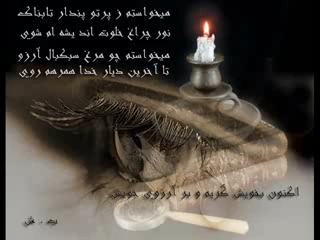 میخواستم ز پرتو پندار تابناک
نور چراغ خلوت اندیشه ام شوی
میخواستم چو مرغ سبکبال آرزو
تا آخرین دیار خدا همرهم روی
اکنون بخویش گریم و بر آرزوی خویش